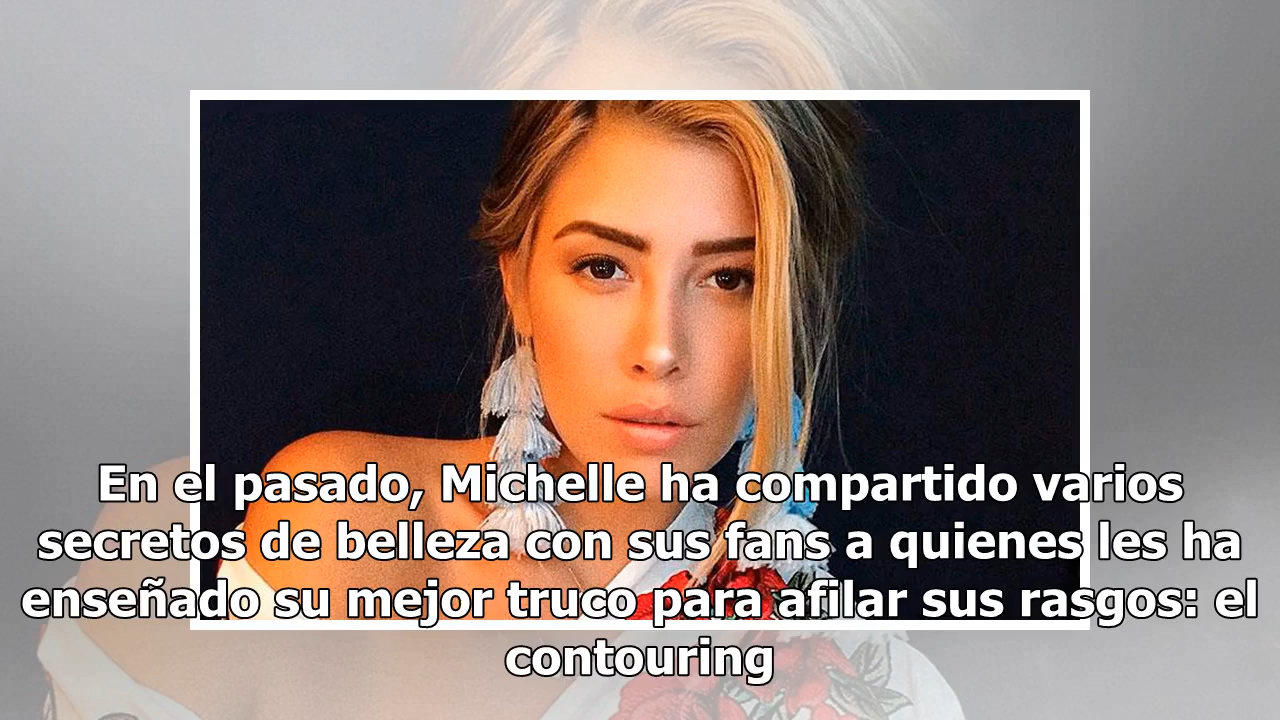 En el pasado, Michelle ha compartido varios
secretos de belleza con sus fans a quienes les ha
enseñado su mejor truco para afilar sus rasgos: el
contouring